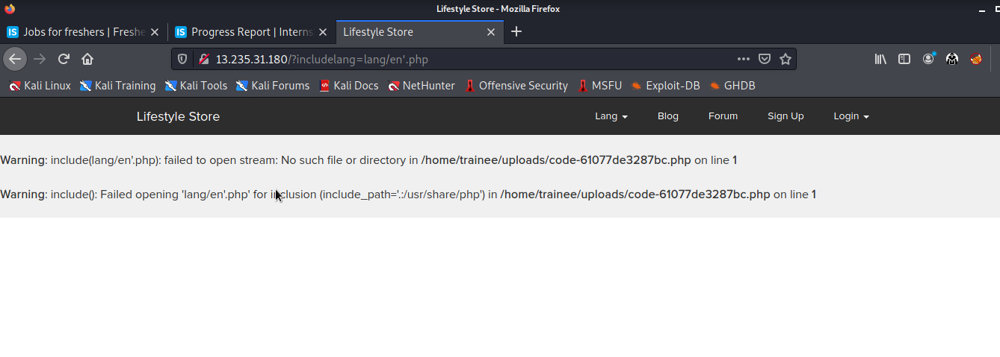 Lifestyle Store - Mozilla Firefox
IS Jobs for freshers | Freshe
IS Progress Report | Interns
Lifestyle Store
13.235.31.180/?includelang=lang/en'.php
Kali Linux Kali Training Kali Tools Kali Forums Kali Docs NetHunter Offensive Security MSFU Exploit-DB GHDB
Lifestyle Store Lang Blog Forum Sign Up Login
Warning: include(lang/en'.php): failed to open stream: No such file or directory in /home/trainee/uploads/code-61077de3287bc.php on line 1
Warning: include(): Failed opening 'lang/en'.php' for inclusion (include_path='.:/usr/share/php') in /home/trainee/uploads/code-61077de3287bc.php on line 1